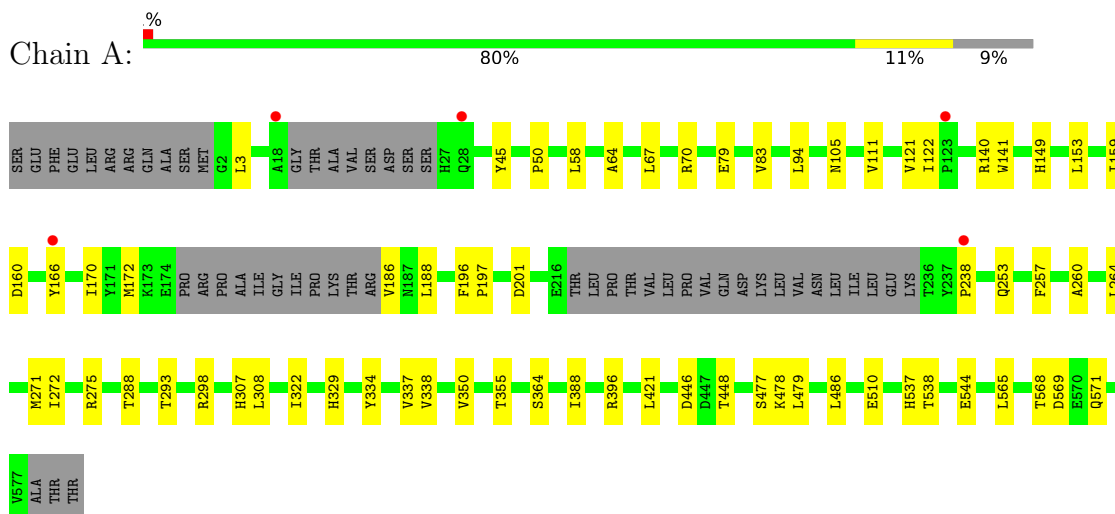 .%
Chain A:
80% 11% 9%
SER GLU PHE GLU LEU ARG ARG GLN ALA SER MET G2 L3 A18 GLY THR ALA VAL SER ASP SER SER H27 Q28 Y45 P50 L58 A64 L67 R70 E79 V83 L94 N105 V111 V121 I122 P123 R140 W141 H149 L153 I159
D160 Y166 I170 Y171 M172 K173 E174 PRO ARG PRO ALA ILE GLY ILE PRO LYS THR ARG V186 N187 L188 F196 P197 D201 E216 THR LEU PRO THR VAL LEU PRO VAL GLN ASP LYS LEU VAL ASN LEU ILE LEU GLU LYS T236 Y237 P238 Q253 F257 A260 L264
M271 I272 R275 T288 T293 R298 H307 L308 I322 H329 Y334 V337 V338 V350 T355 S364 I388 R396 L421 D446 D447 T448 S477 K478 L479 L486 E510 H537 T538 E544 L565 T568 D569 E570 Q571
V577 ALA THR THR